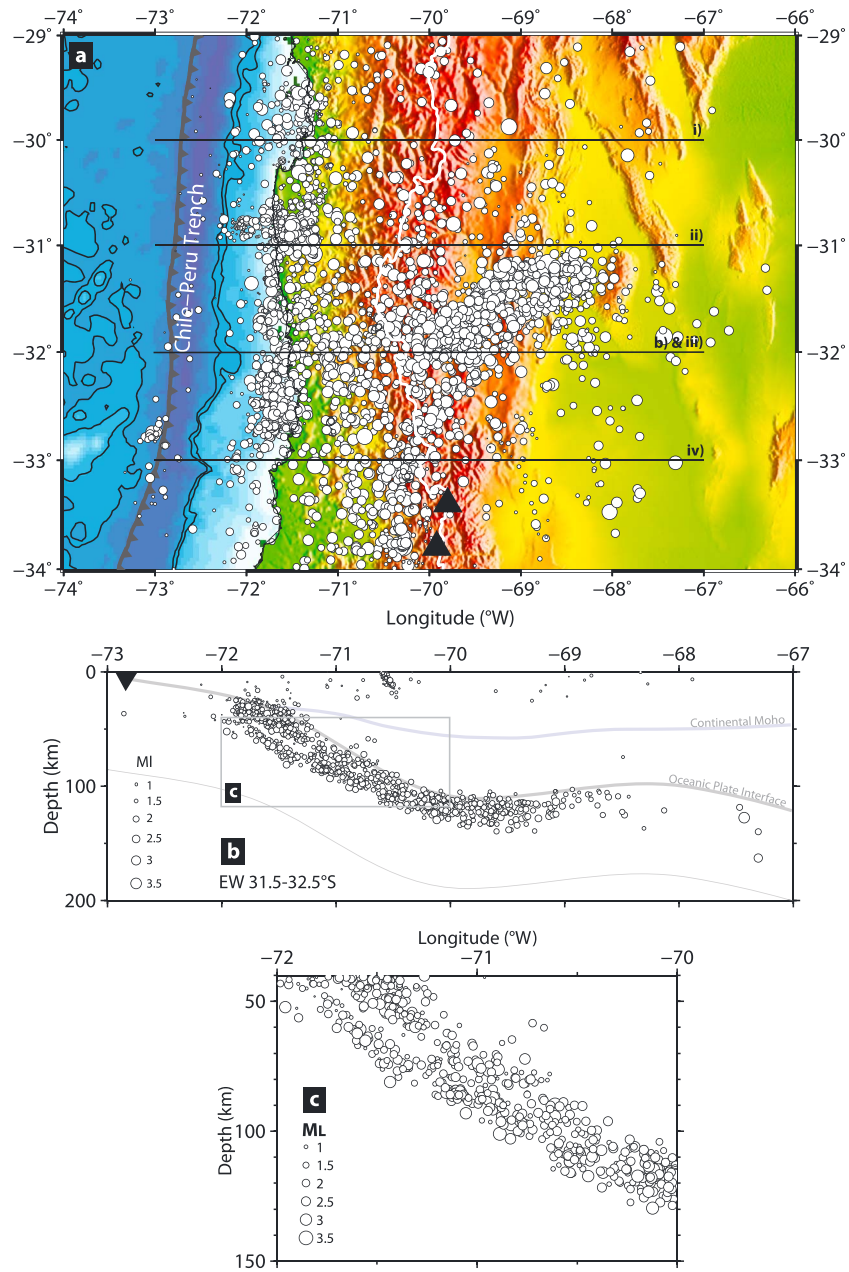 −74° −73° −72° −71° −70° −69° −68° −67° −66°
−29° −29°
a
i)
−30° −30°
Chile−Peru Trench
ii)
−31° −31°
b) & iii)
−32° −32°
iv)
−33° −33°
−34° −34°
−74° −73° −72° −71° −70° −69° −68° −67° −66°
Longitude (°W)
−73 −72 −71 −70 −69 −68 −67
0
Continental Moho
Oceanic Plate Interface
Depth (km)
100
Ml
1
1.5
2
2.5
3
3.5
c
b
EW 31.5-32.5°S
200
Longitude (°W)
−72 −71 −70
50
Depth (km)
100
c
ML
1
1.5
2
2.5
3
3.5
150